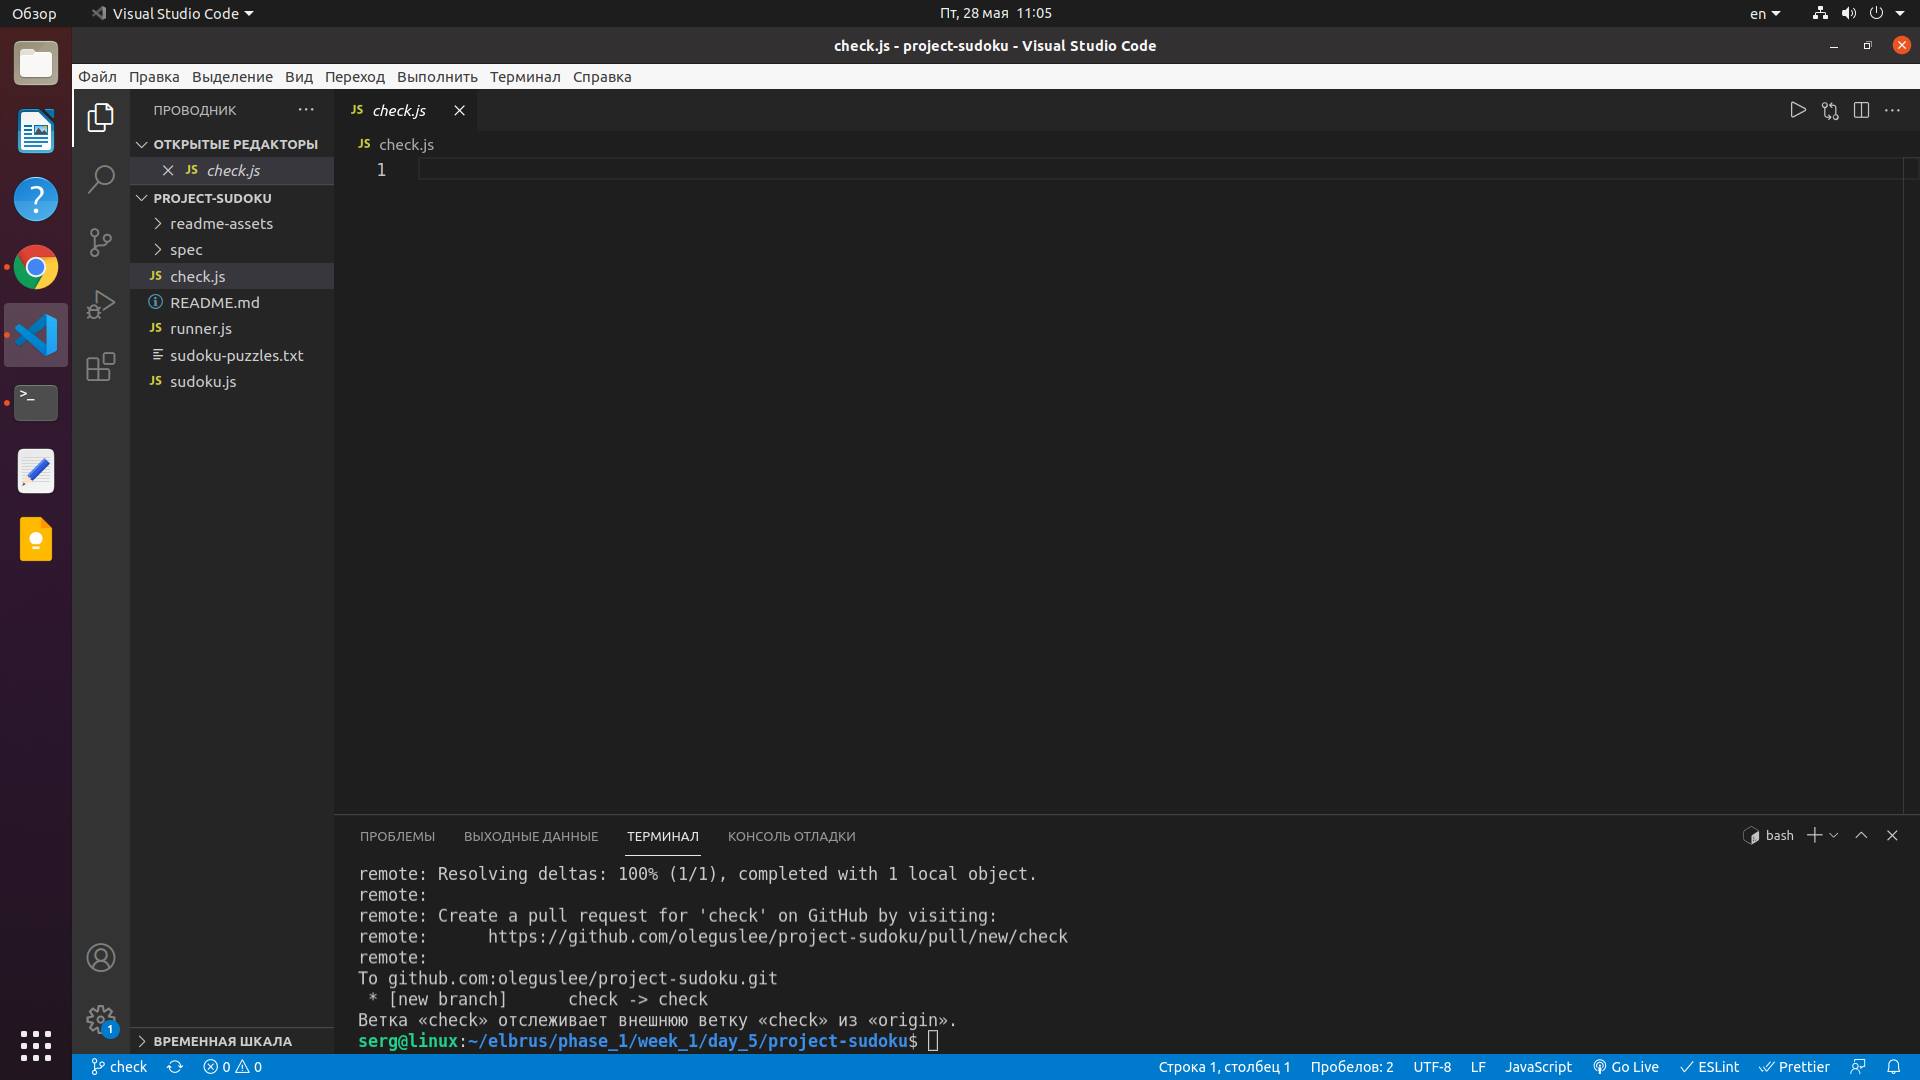 Обзор
Visual Studio Code
Пт, 28 мая 11:05
en
check.js - project-sudoku - Visual Studio Code
Файл Правка Выделение Вид Переход Выполнить Терминал Справка
ПРОВОДНИК
JS check.js
ОТКРЫТЫЕ РЕДАКТОРЫ
JS check.js
JS check.js
1
PROJECT-SUDOKU
readme-assets
spec
JS check.js
README.md
JS runner.js
sudoku-puzzles.txt
JS sudoku.js
ПРОБЛЕМЫ ВЫХОДНЫЕ ДАННЫЕ ТЕРМИНАЛ КОНСОЛЬ ОТЛАДКИ
bash
remote: Resolving deltas: 100% (1/1), completed with 1 local object.
remote:
remote: Create a pull request for 'check' on GitHub by visiting:
remote:      https://github.com/oleguslee/project-sudoku/pull/new/check
remote:
To github.com:oleguslee/project-sudoku.git
 * [new branch]      check -> check
Ветка «check» отслеживает внешнюю ветку «check» из «origin».
serg@linux:~/elbrus/phase_1/week_1/day_5/project-sudoku$
1
ВРЕМЕННАЯ ШКАЛА
check 0 0
Строка 1, столбец 1 Пробелов: 2 UTF-8 LF JavaScript Go Live ESLint Prettier